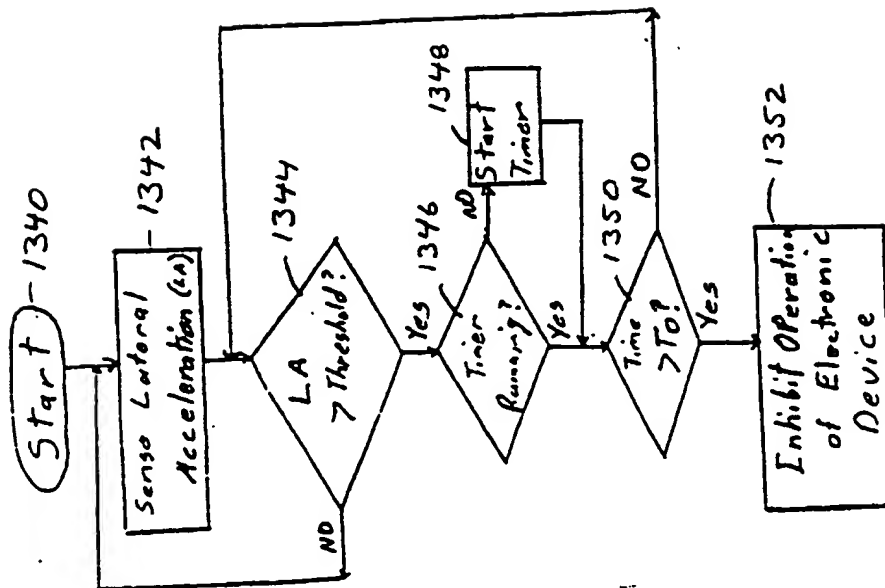 Start
1340
Sense Lateral
Acceleration (LA)
1342
LA
> Threshold?
1344
NO
Yes
Timer
Running?
1346
NO
Start
Timer
1348
Yes
Time
> To?
1350
NO
Yes
Inhibit Operation
of Electronic
Device
1352